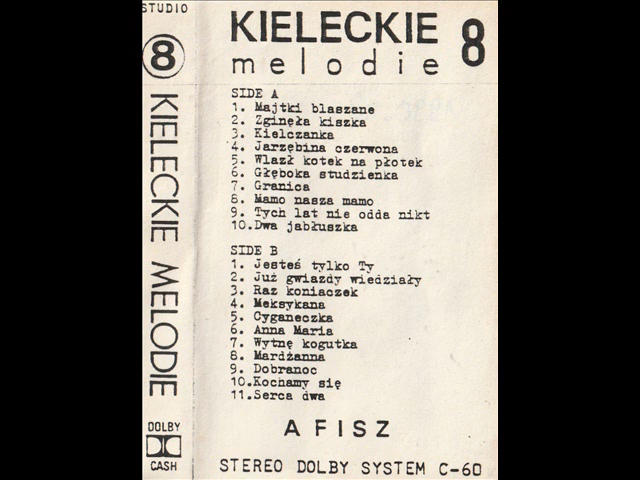 STUDIO
8
KIELECKIE MELODIE
DOLBY
CASH
KIELECKIE 8
melodie
SIDE A
1. Majtki blaszane
2. Zginęła kiszka
3. Kielczanka
4. Jarzębina czerwona
5. Wlazł kotek na płotek
6. Głęboka studzienka
7. Granica
8. Mamo nasza mamo
9. Tych lat nie odda nikt
10.Dwa jabłuszka
SIDE B
1. Jesteś tylko Ty
2. Już gwiazdy wiedziały
3. Raz koniaczek
4. Meksykana
5. Cyganeczka
6. Anna Maria
7. Wytnę kogutka
8. Mardżanna
9. Dobranoc
10.Kochamy się
11.Serca dwa
AFISZ
STEREO DOLBY SYSTEM C-60